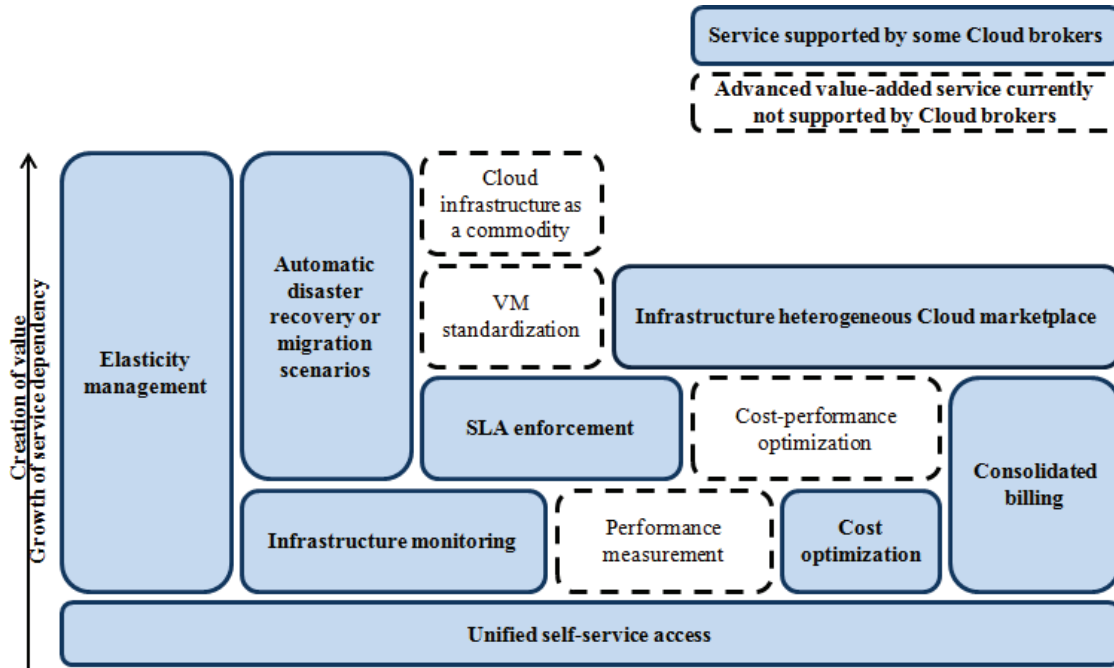 Service supported by some Cloud brokers
Advanced value-added service currently
not supported by Cloud brokers
Creation of value
Growth of service dependency
Elasticity
management
Automatic
disaster
recovery or
migration
scenarios
Cloud
infrastructure as
a commodity
VM
standardization
Infrastructure heterogeneous Cloud marketplace
SLA enforcement
Cost-performance
optimization
Consolidated
billing
Infrastructure monitoring
Performance
measurement
Cost
optimization
Unified self-service access